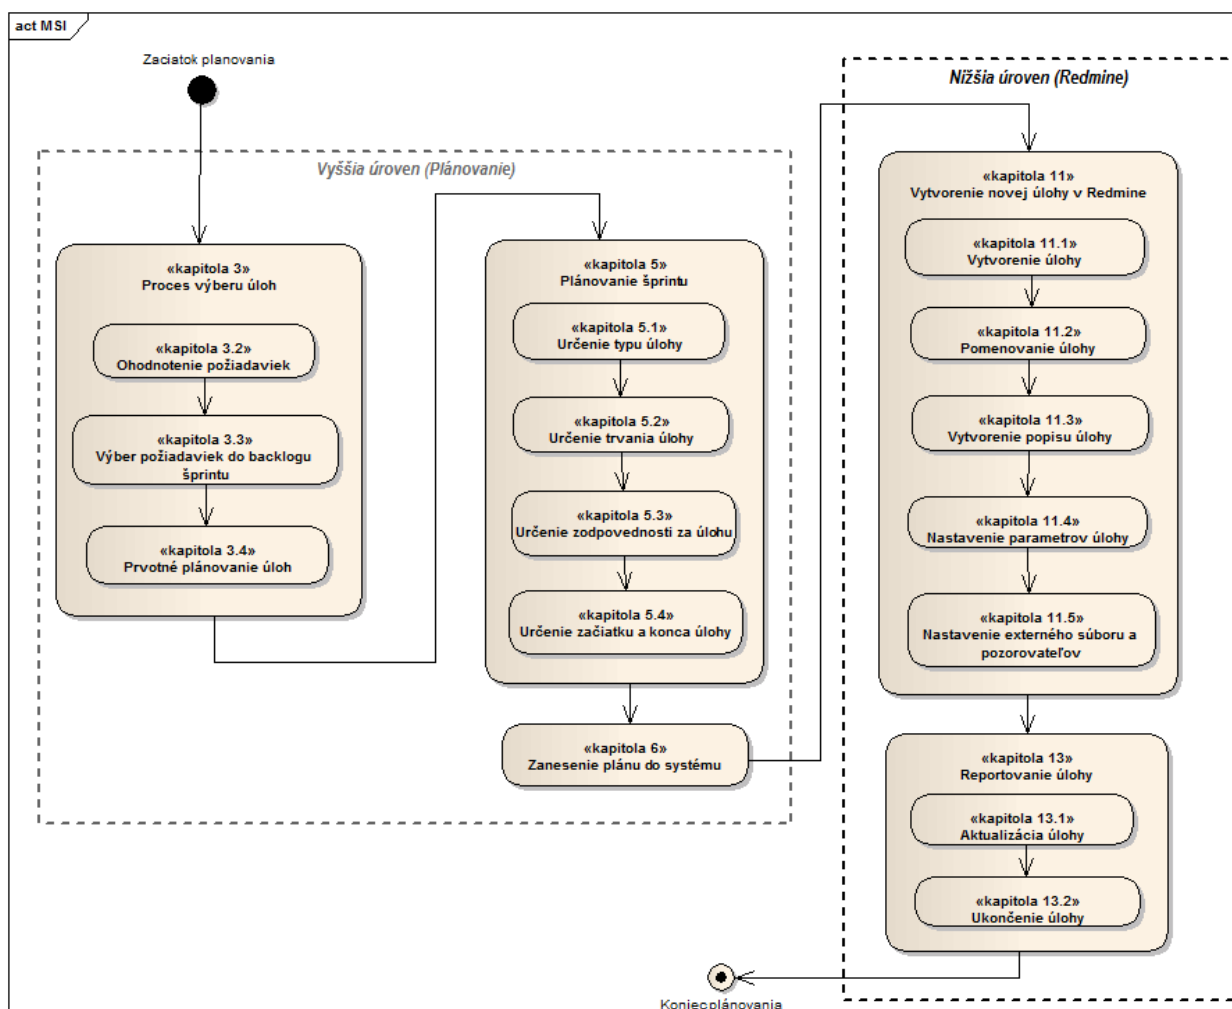 act MSI
Zaciatok planovania
Vyššia úroven (Plánovanie)
«kapitola 3»
Proces výberu úloh
«kapitola 3.2»
Ohodnotenie požiadaviek
«kapitola 3.3»
Výber požiadaviek do backlogu
šprintu
«kapitola 3.4»
Prvotné plánovanie úloh
«kapitola 5»
Plánovanie šprintu
«kapitola 5.1»
Určenie typu úlohy
«kapitola 5.2»
Určenie trvania úlohy
«kapitola 5.3»
Určenie zodpovednosti za úlohu
«kapitola 5.4»
Určenie začiatku a konca úlohy
«kapitola 6»
Zanesenie plánu do systému
Nížšia úroven (Redmine)
«kapitola 11»
Vytvorenie novej úlohy v Redmine
«kapitola 11.1»
Vytvorenie úlohy
«kapitola 11.2»
Pomenovanie úlohy
«kapitola 11.3»
Vytvorenie popisu úlohy
«kapitola 11.4»
Nastavenie parametrov úlohy
«kapitola 11.5»
Nastavenie externého súboru a
pozorovateľov
«kapitola 13»
Reportovanie úlohy
«kapitola 13.1»
Aktualizácia úlohy
«kapitola 13.2»
Ukončenie úlohy
Koniec plánovania